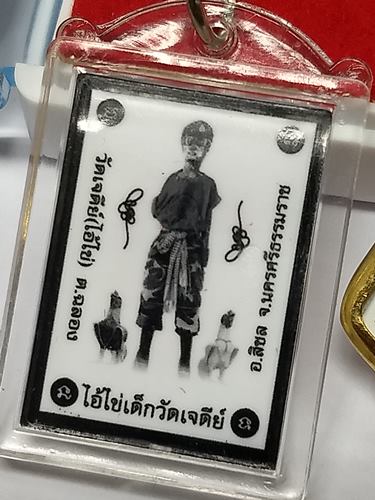 วัดเจดีย์(ไอ้ไข่) ต.ฉลอง
อ.สิชล จ.นครศรีธรรมราช
ไอ้ไข่เด็กวัดเจดีย์